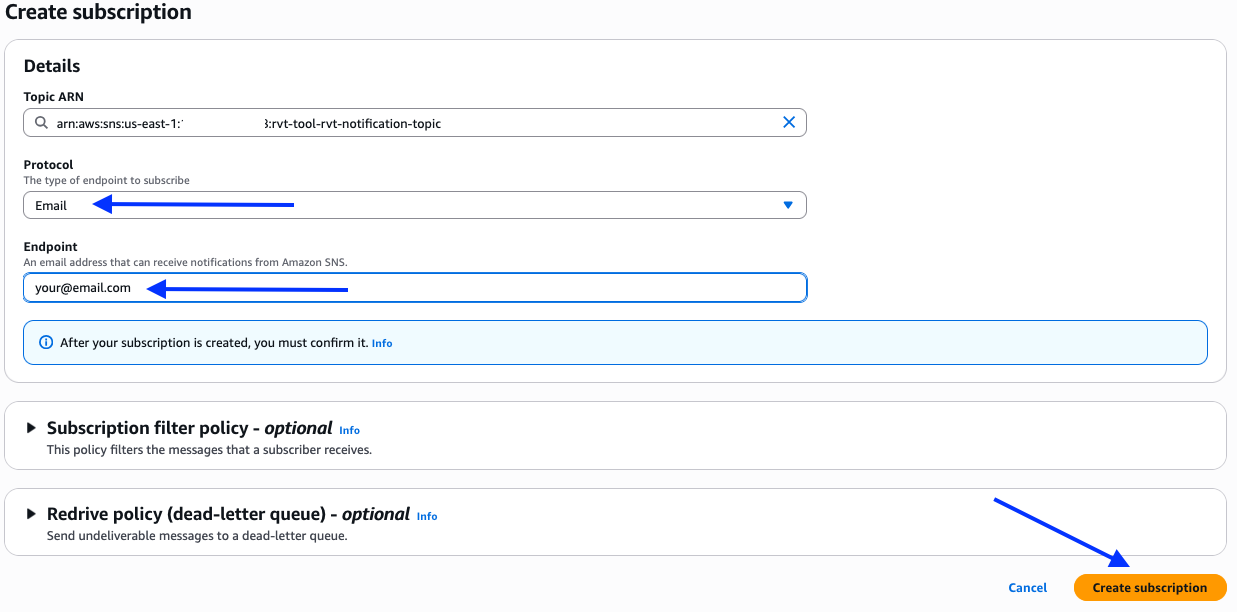 Create subscription
Details
Topic ARN
arn:aws:sns:us-east-1: :rvt-tool-rvt-notification-topic
Protocol
The type of endpoint to subscribe
Email
Endpoint
An email address that can receive notifications from Amazon SNS.
your@email.com
After your subscription is created, you must confirm it. Info
Subscription filter policy - optional Info
This policy filters the messages that a subscriber receives.
Redrive policy (dead-letter queue) - optional Info
Send undeliverable messages to a dead-letter queue.
Cancel Create subscription